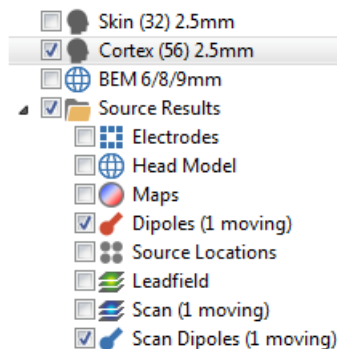 Skin (32) 2.5mm
Cortex (56) 2.5mm
BEM 6/8/9mm
Source Results
Electrodes
Head Model
Maps
Dipoles (1 moving)
Source Locations
Leadfield
Scan (1 moving)
Scan Dipoles (1 moving)